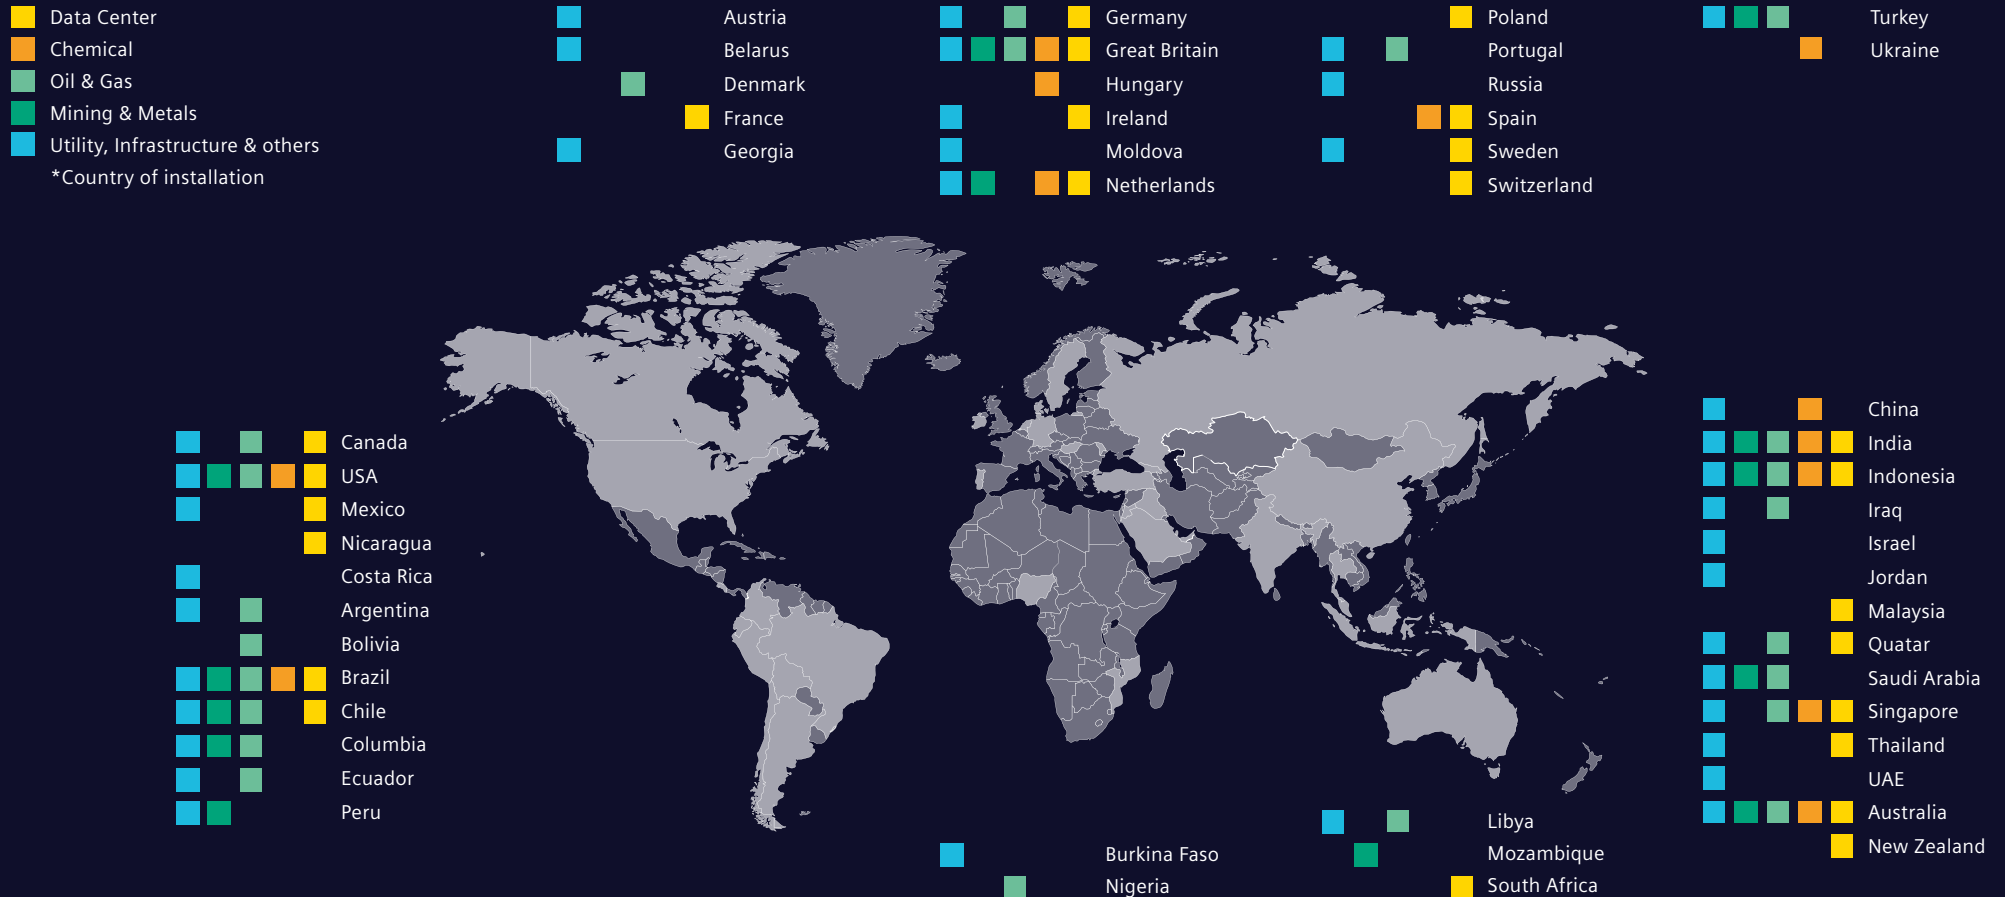 Data Center
Chemical
Oil & Gas
Mining & Metals
Utility, Infrastructure & others
*Country of installation
Austria
Belarus
Denmark
France
Georgia
Germany
Great Britain
Hungary
Ireland
Moldova
Netherlands
Poland
Portugal
Russia
Spain
Sweden
Switzerland
Turkey
Ukraine
Canada
USA
Mexico
Nicaragua
Costa Rica
Argentina
Bolivia
Brazil
Chile
Columbia
Ecuador
Peru
Burkina Faso
Nigeria
Libya
Mozambique
South Africa
China
India
Indonesia
Iraq
Israel
Jordan
Malaysia
Quatar
Saudi Arabia
Singapore
Thailand
UAE
Australia
New Zealand